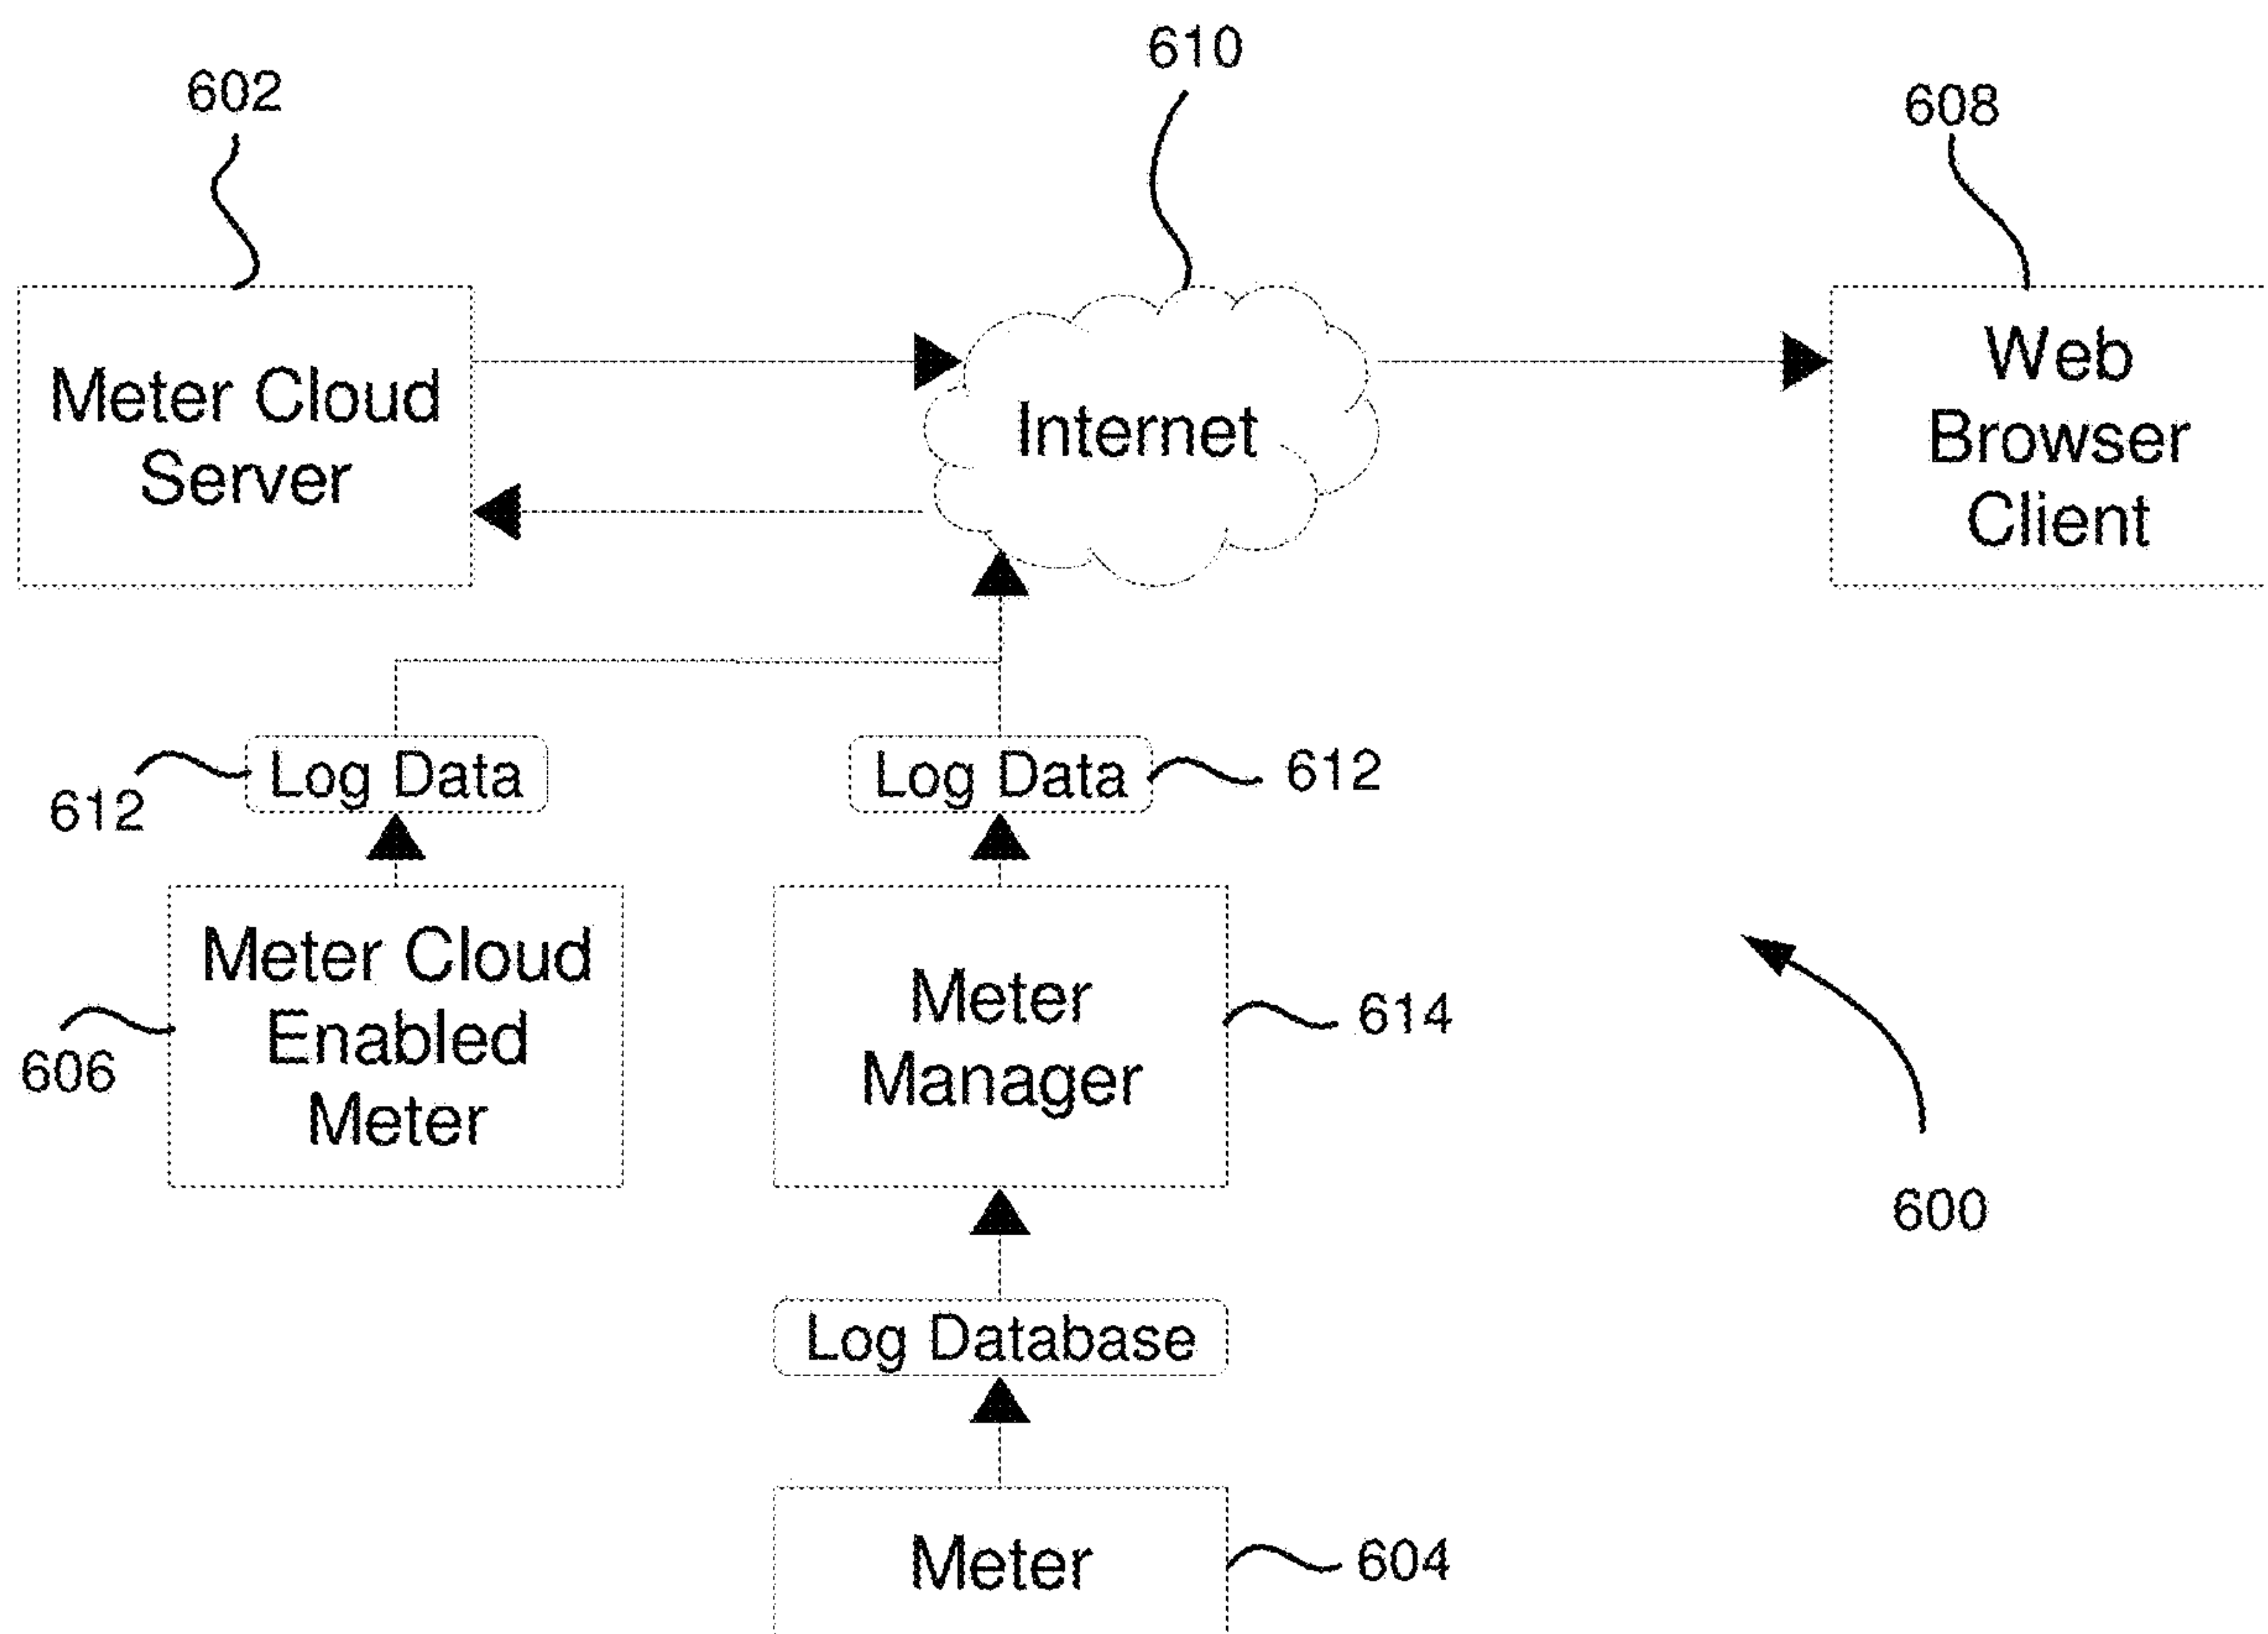 610
602
608
Meter Cloud
Server
Internet
Web
Browser
Client
Log Data
612
Log Data
612
Meter Cloud
Enabled
Meter
606
Meter
Manager
614
600
Log Database
Meter
604